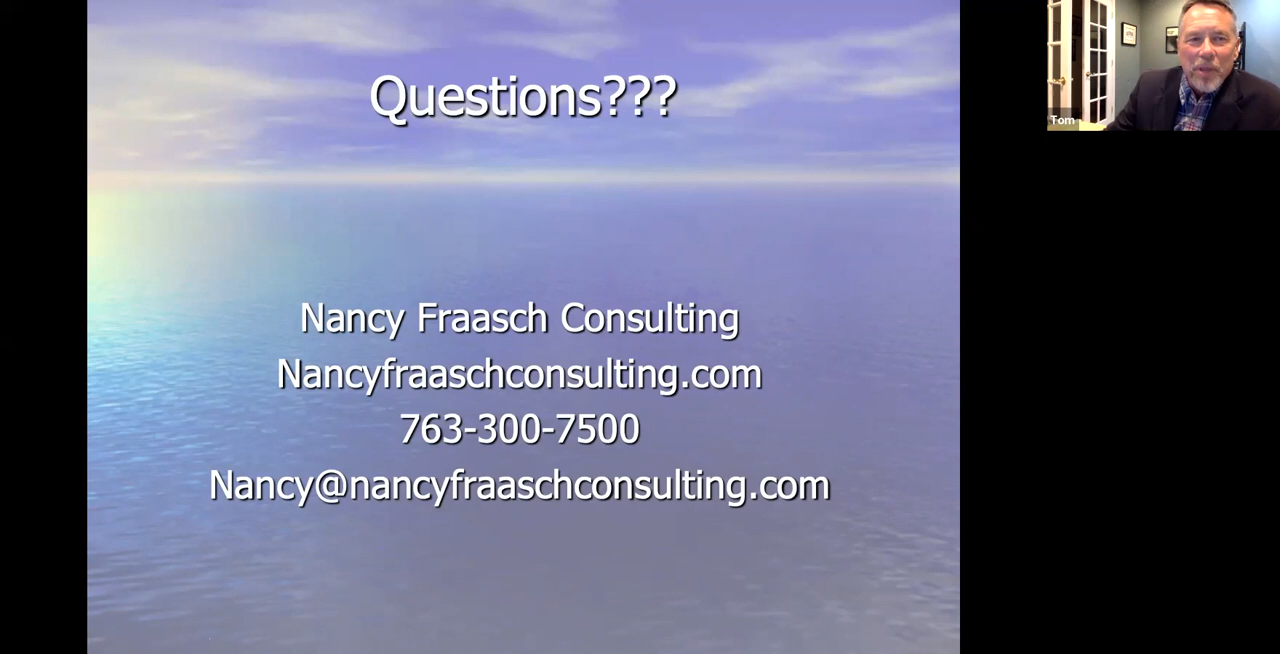 Questions???
Nancy Fraasch Consulting
Nancyfraaschconsulting.com
763-300-7500
Nancy@nancyfraaschconsulting.com
Tom